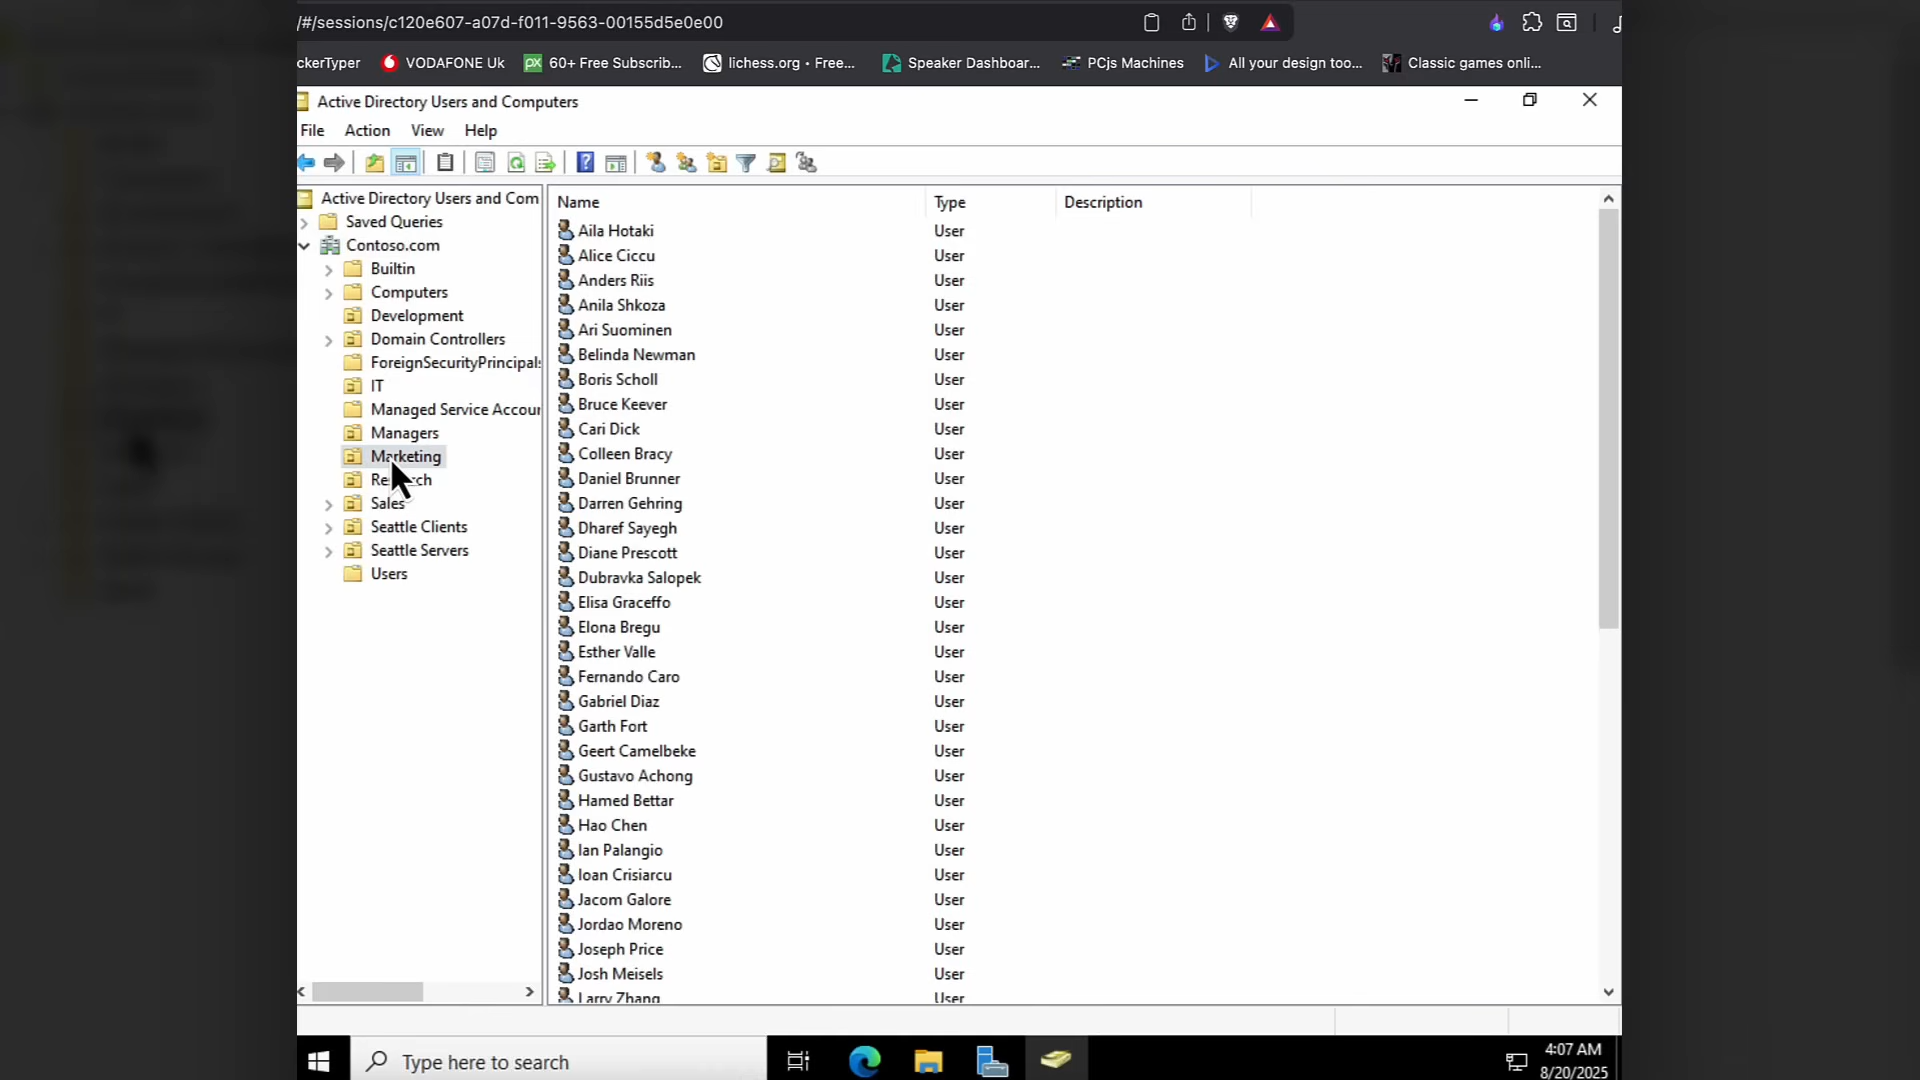 /#/sessions/c120e607-a07d-f011-9563-00155d5e0e00
ckerTyper VODAFONE Uk 60+ Free Subscrib... lichess.org • Free... Speaker Dashboar... PCjs Machines All your design too... Classic games onli...
Active Directory Users and Computers
File Action View Help
Active Directory Users and Com
Saved Queries
Contoso.com
Builtin
Computers
Development
Domain Controllers
ForeignSecurityPrincipals
IT
Managed Service Accour
Managers
Marketing
Research
Sales
Seattle Clients
Seattle Servers
Users
Name Type Description
Aila Hotaki User
Alice Ciccu User
Anders Riis User
Anila Shkoza User
Ari Suominen User
Belinda Newman User
Boris Scholl User
Bruce Keever User
Cari Dick User
Colleen Bracy User
Daniel Brunner User
Darren Gehring User
Dharef Sayegh User
Diane Prescott User
Dubravka Salopek User
Elisa Graceffo User
Elona Bregu User
Esther Valle User
Fernando Caro User
Gabriel Diaz User
Garth Fort User
Geert Camelbeke User
Gustavo Achong User
Hamed Bettar User
Hao Chen User
Ian Palangio User
Ioan Crisiarcu User
Jacom Galore User
Jordao Moreno User
Joseph Price User
Josh Meisels User
Larry Zhang User
Type here to search
4:07 AM
8/20/2025